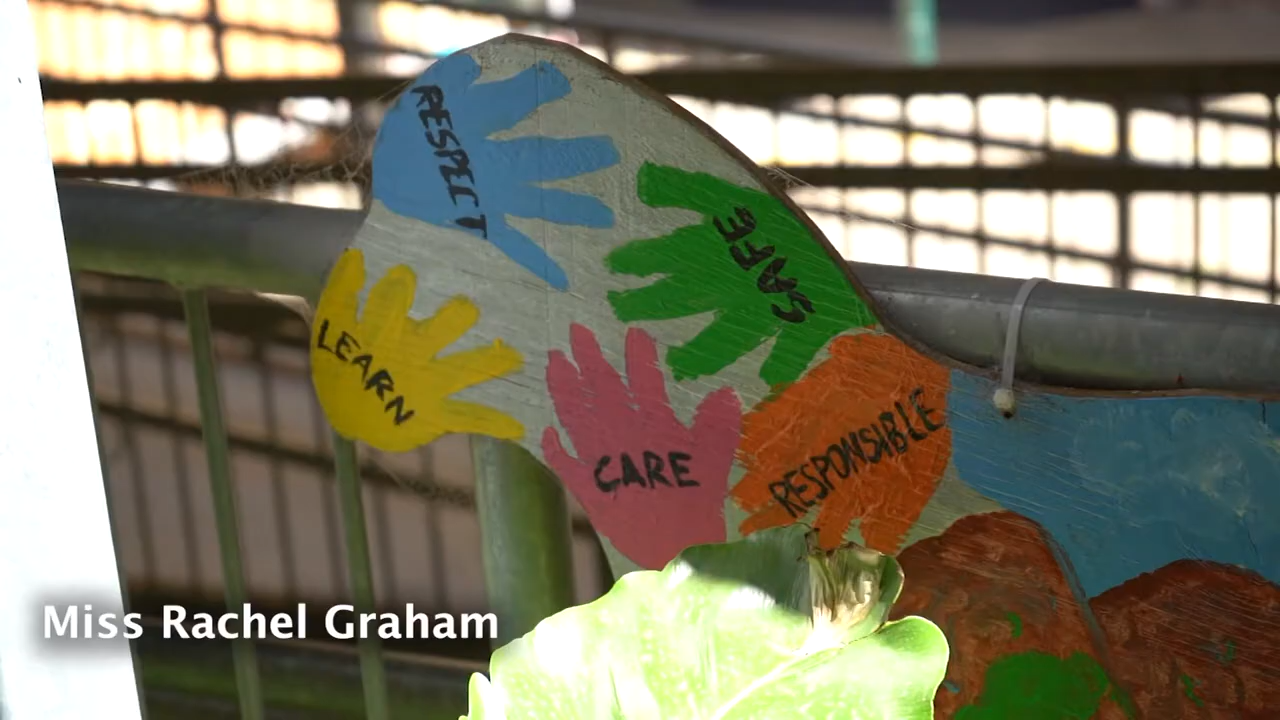 RESPECT
SAFE
LEARN
CARE
RESPONSIBLE
Miss Rachel Graham